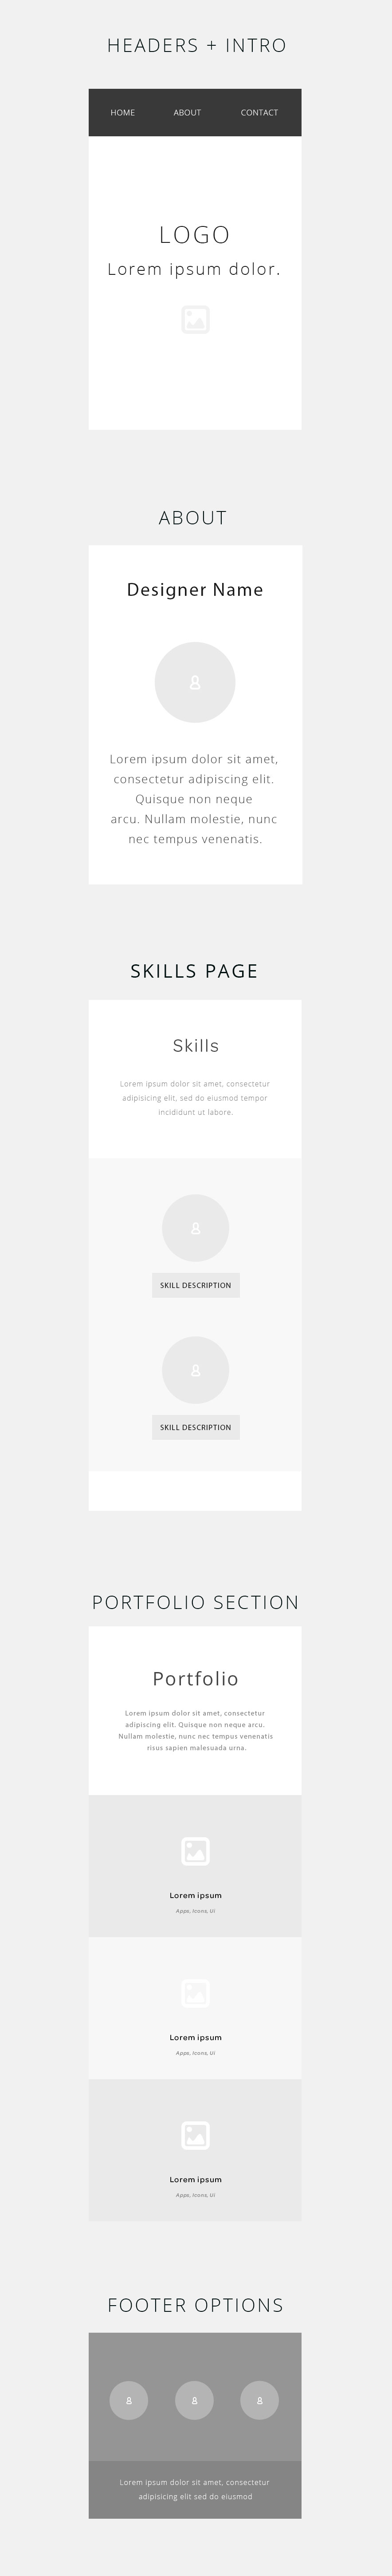 HEADERS + INTRO
HOME ABOUT CONTACT
LOGO
Lorem ipsum dolor.
ABOUT
Designer Name
Lorem ipsum dolor sit amet,
consectetur adipiscing elit.
Quisque non neque
arcu. Nullam molestie, nunc
nec tempus venenatis.
SKILLS PAGE
Skills
Lorem ipsum dolor sit amet, consectetur
adipisicing elit, sed do eiusmod tempor
incididunt ut labore.
SKILL DESCRIPTION
SKILL DESCRIPTION
PORTFOLIO SECTION
Portfolio
Lorem ipsum dolor sit amet, consectetur
adipiscing elit. Quisque non neque arcu.
Nullam molestie, nunc nec tempus venenatis
risus sapien malesuada urna.
Lorem ipsum
Apps, Icons, UI
Lorem ipsum
Apps, Icons, UI
Lorem ipsum
Apps, Icons, UI
FOOTER OPTIONS
Lorem ipsum dolor sit amet, consectetur
adipisicing elit sed do eiusmod